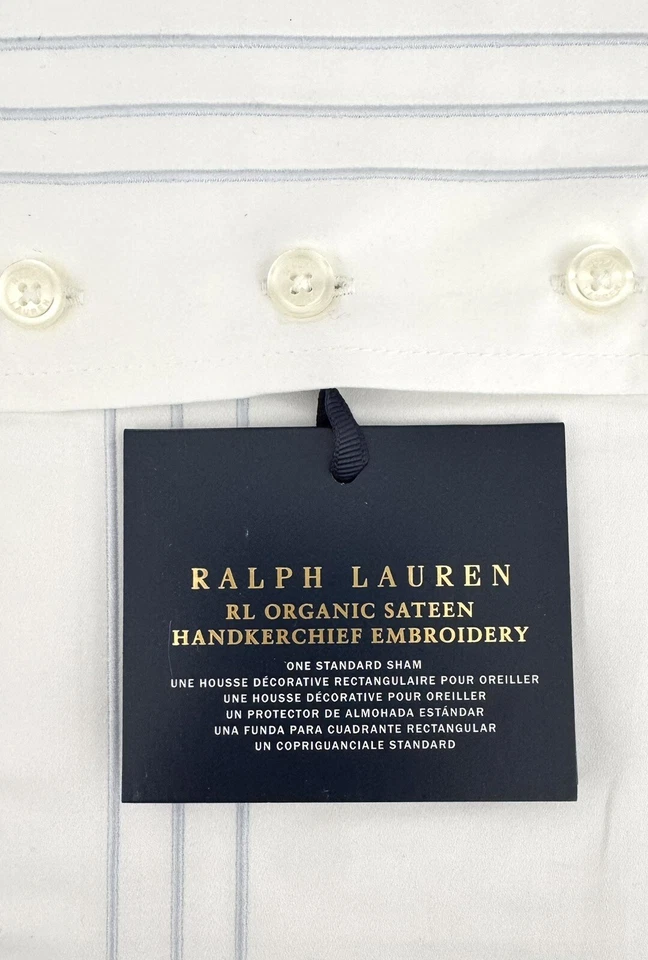 RALPH LAUREN
RL ORGANIC SATEEN
HANDKERCHIEF EMBROIDERY
ONE STANDARD SHAM
UNE HOUSSE DÉCORATIVE RECTANGULAIRE POUR OREILLER
UNE HOUSSE DÉCORATIVE POUR OREILLER
UN PROTECTOR DE ALMOHADA ESTÁNDAR
UNA FUNDA PARA CUADRANTE RECTANGULAR
UN COPRIGUANCIALE STANDARD